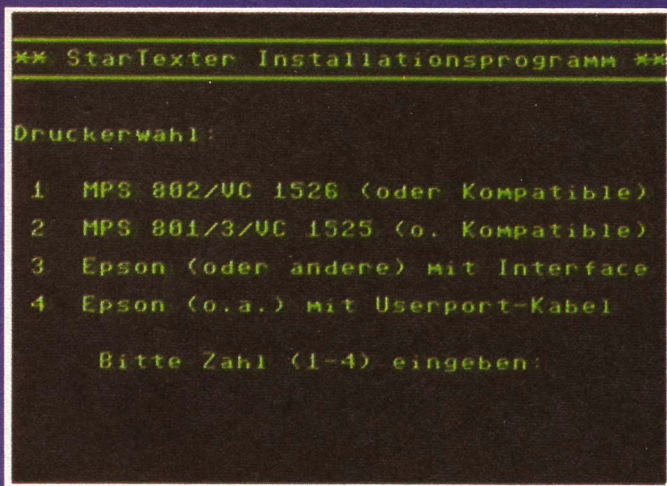 ** StarTexter Installationsprogramm **
Druckerwahl:
1 MPS 802/VC 1526 (oder Kompatible)
2 MPS 801/3/VC 1525 (o. Kompatible)
3 Epson (oder andere) mit Interface
4 Epson (o.a.) mit Userport-Kabel
Bitte Zahl (1-4) eingeben: